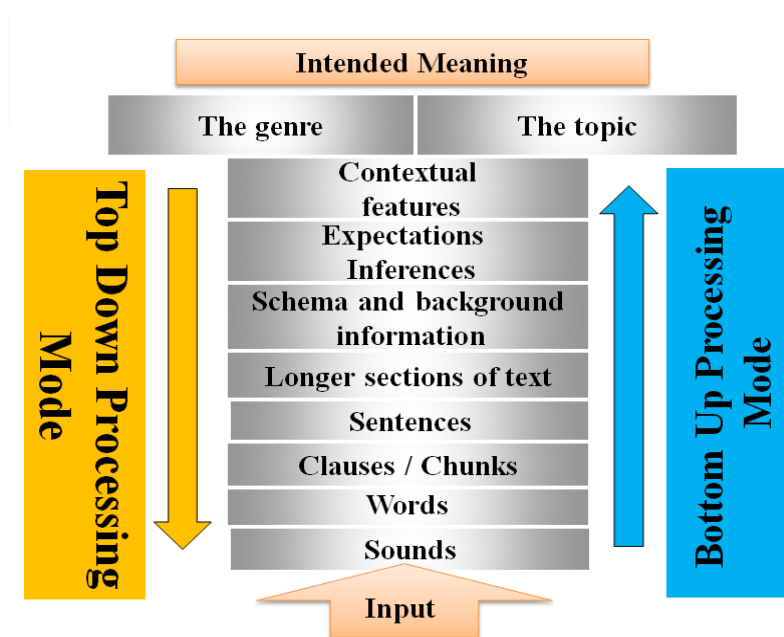 Intended Meaning
The genre
The topic
Top Down Processing
Mode
Contextual
features
Expectations
Inferences
Schema and background
information
Longer sections of text
Sentences
Clauses / Chunks
Words
Sounds
Input
Bottom Up Processing
Mode